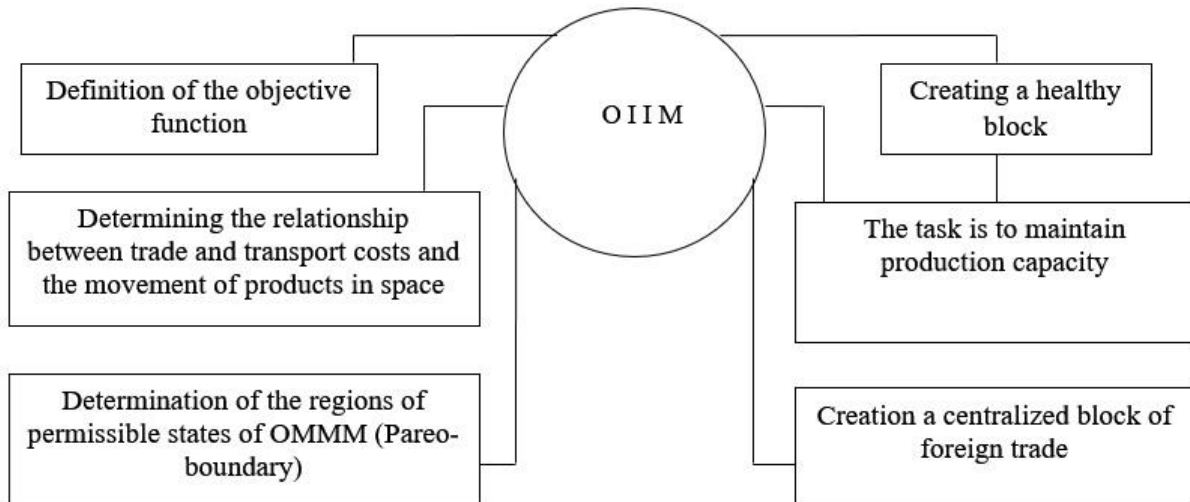 O I I M
Definition of the objective
function
Determining the relationship
between trade and transport costs and
the movement of products in space
Determination of the regions of
permissible states of OMMM (Pareo-
boundary)
Creating a healthy
block
The task is to maintain
production capacity
Creation a centralized block of
foreign trade